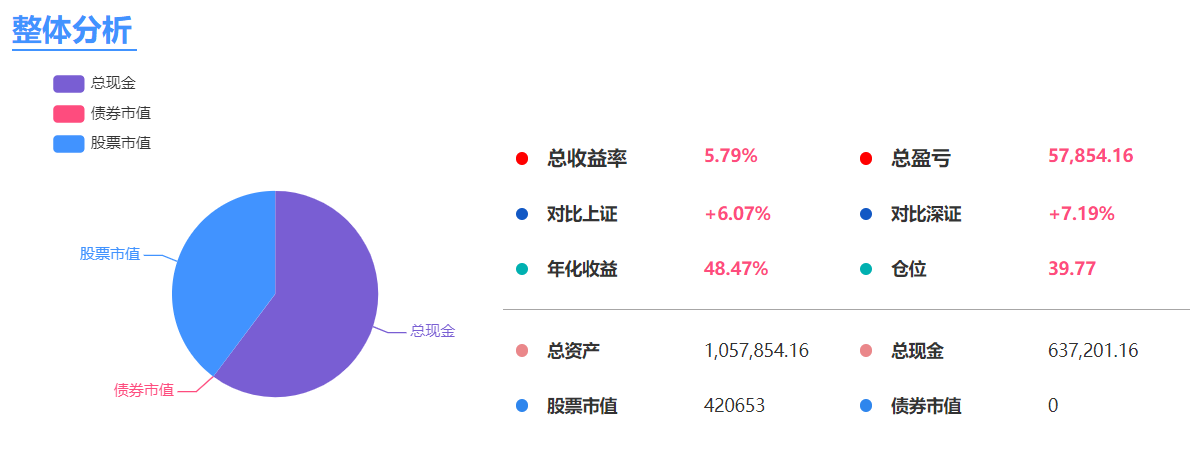 整体分析
总现金
债券市值
股票市值
股票市值
总现金
债券市值
总收益率 5.79% 总盈亏 57,854.16
对比上证 +6.07% 对比深证 +7.19%
年化收益 48.47% 仓位 39.77
总资产 1,057,854.16 总现金 637,201.16
股票市值 420653 债券市值 0